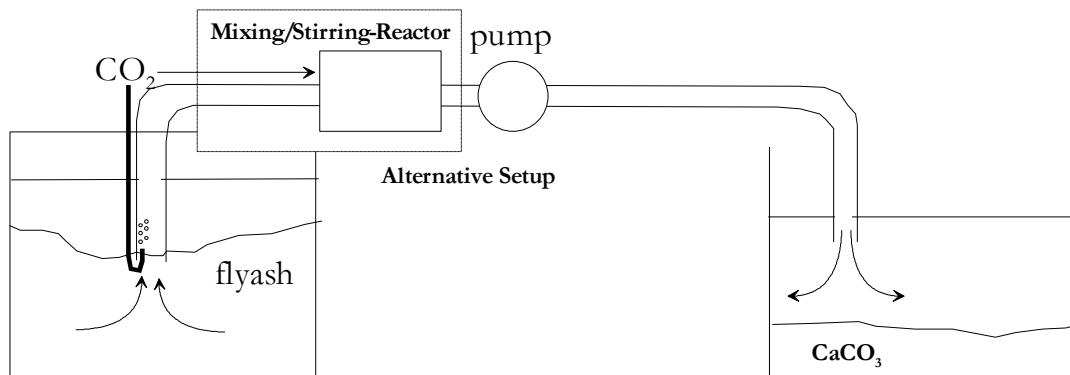 Mixing/Stirring-Reactor
pump
CO₂
Alternative Setup
flyash
CaCO₃